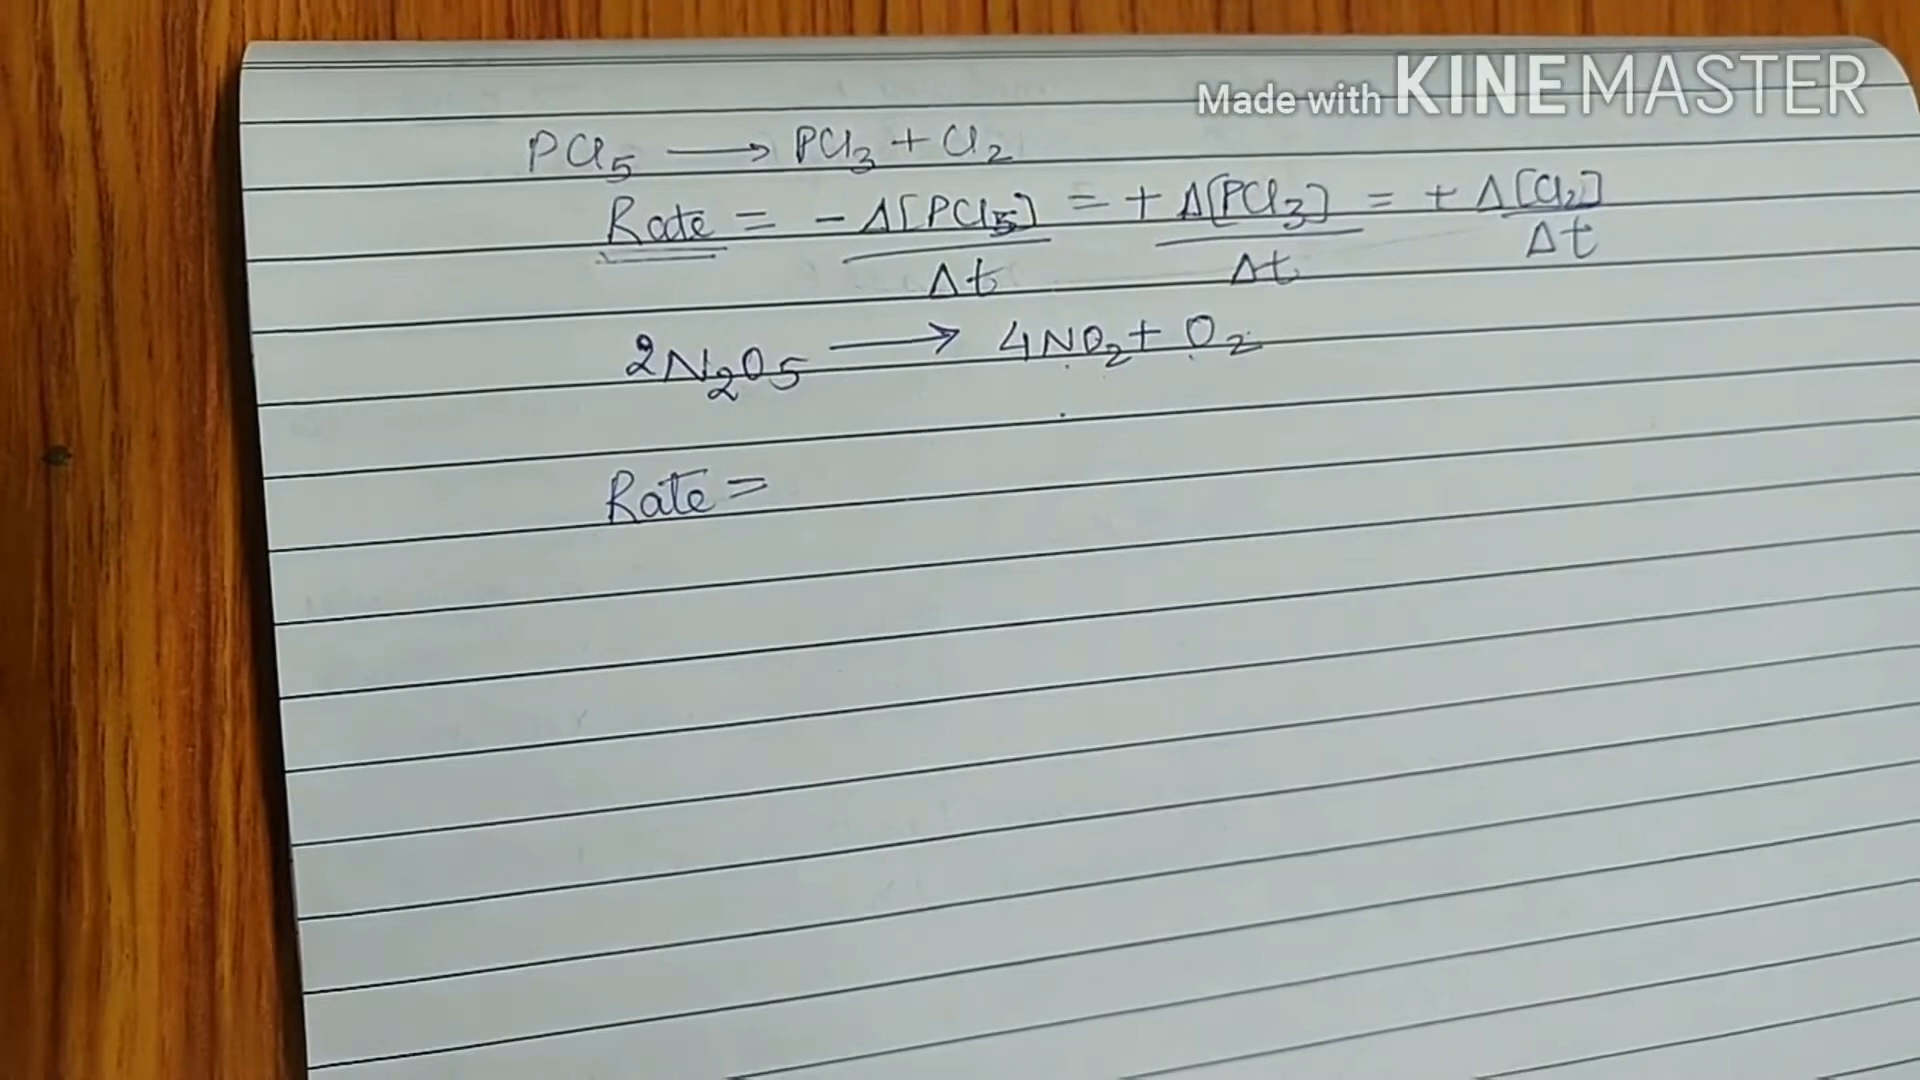 Made with KINEMASTER
PCl5 ⟶ PCl3 + Cl2
Rate = - Δ[PCl5]/Δt = + Δ[PCl3]/Δt = + Δ[Cl2]/Δt
2N2O5 ⟶ 4NO2 + O2
Rate =